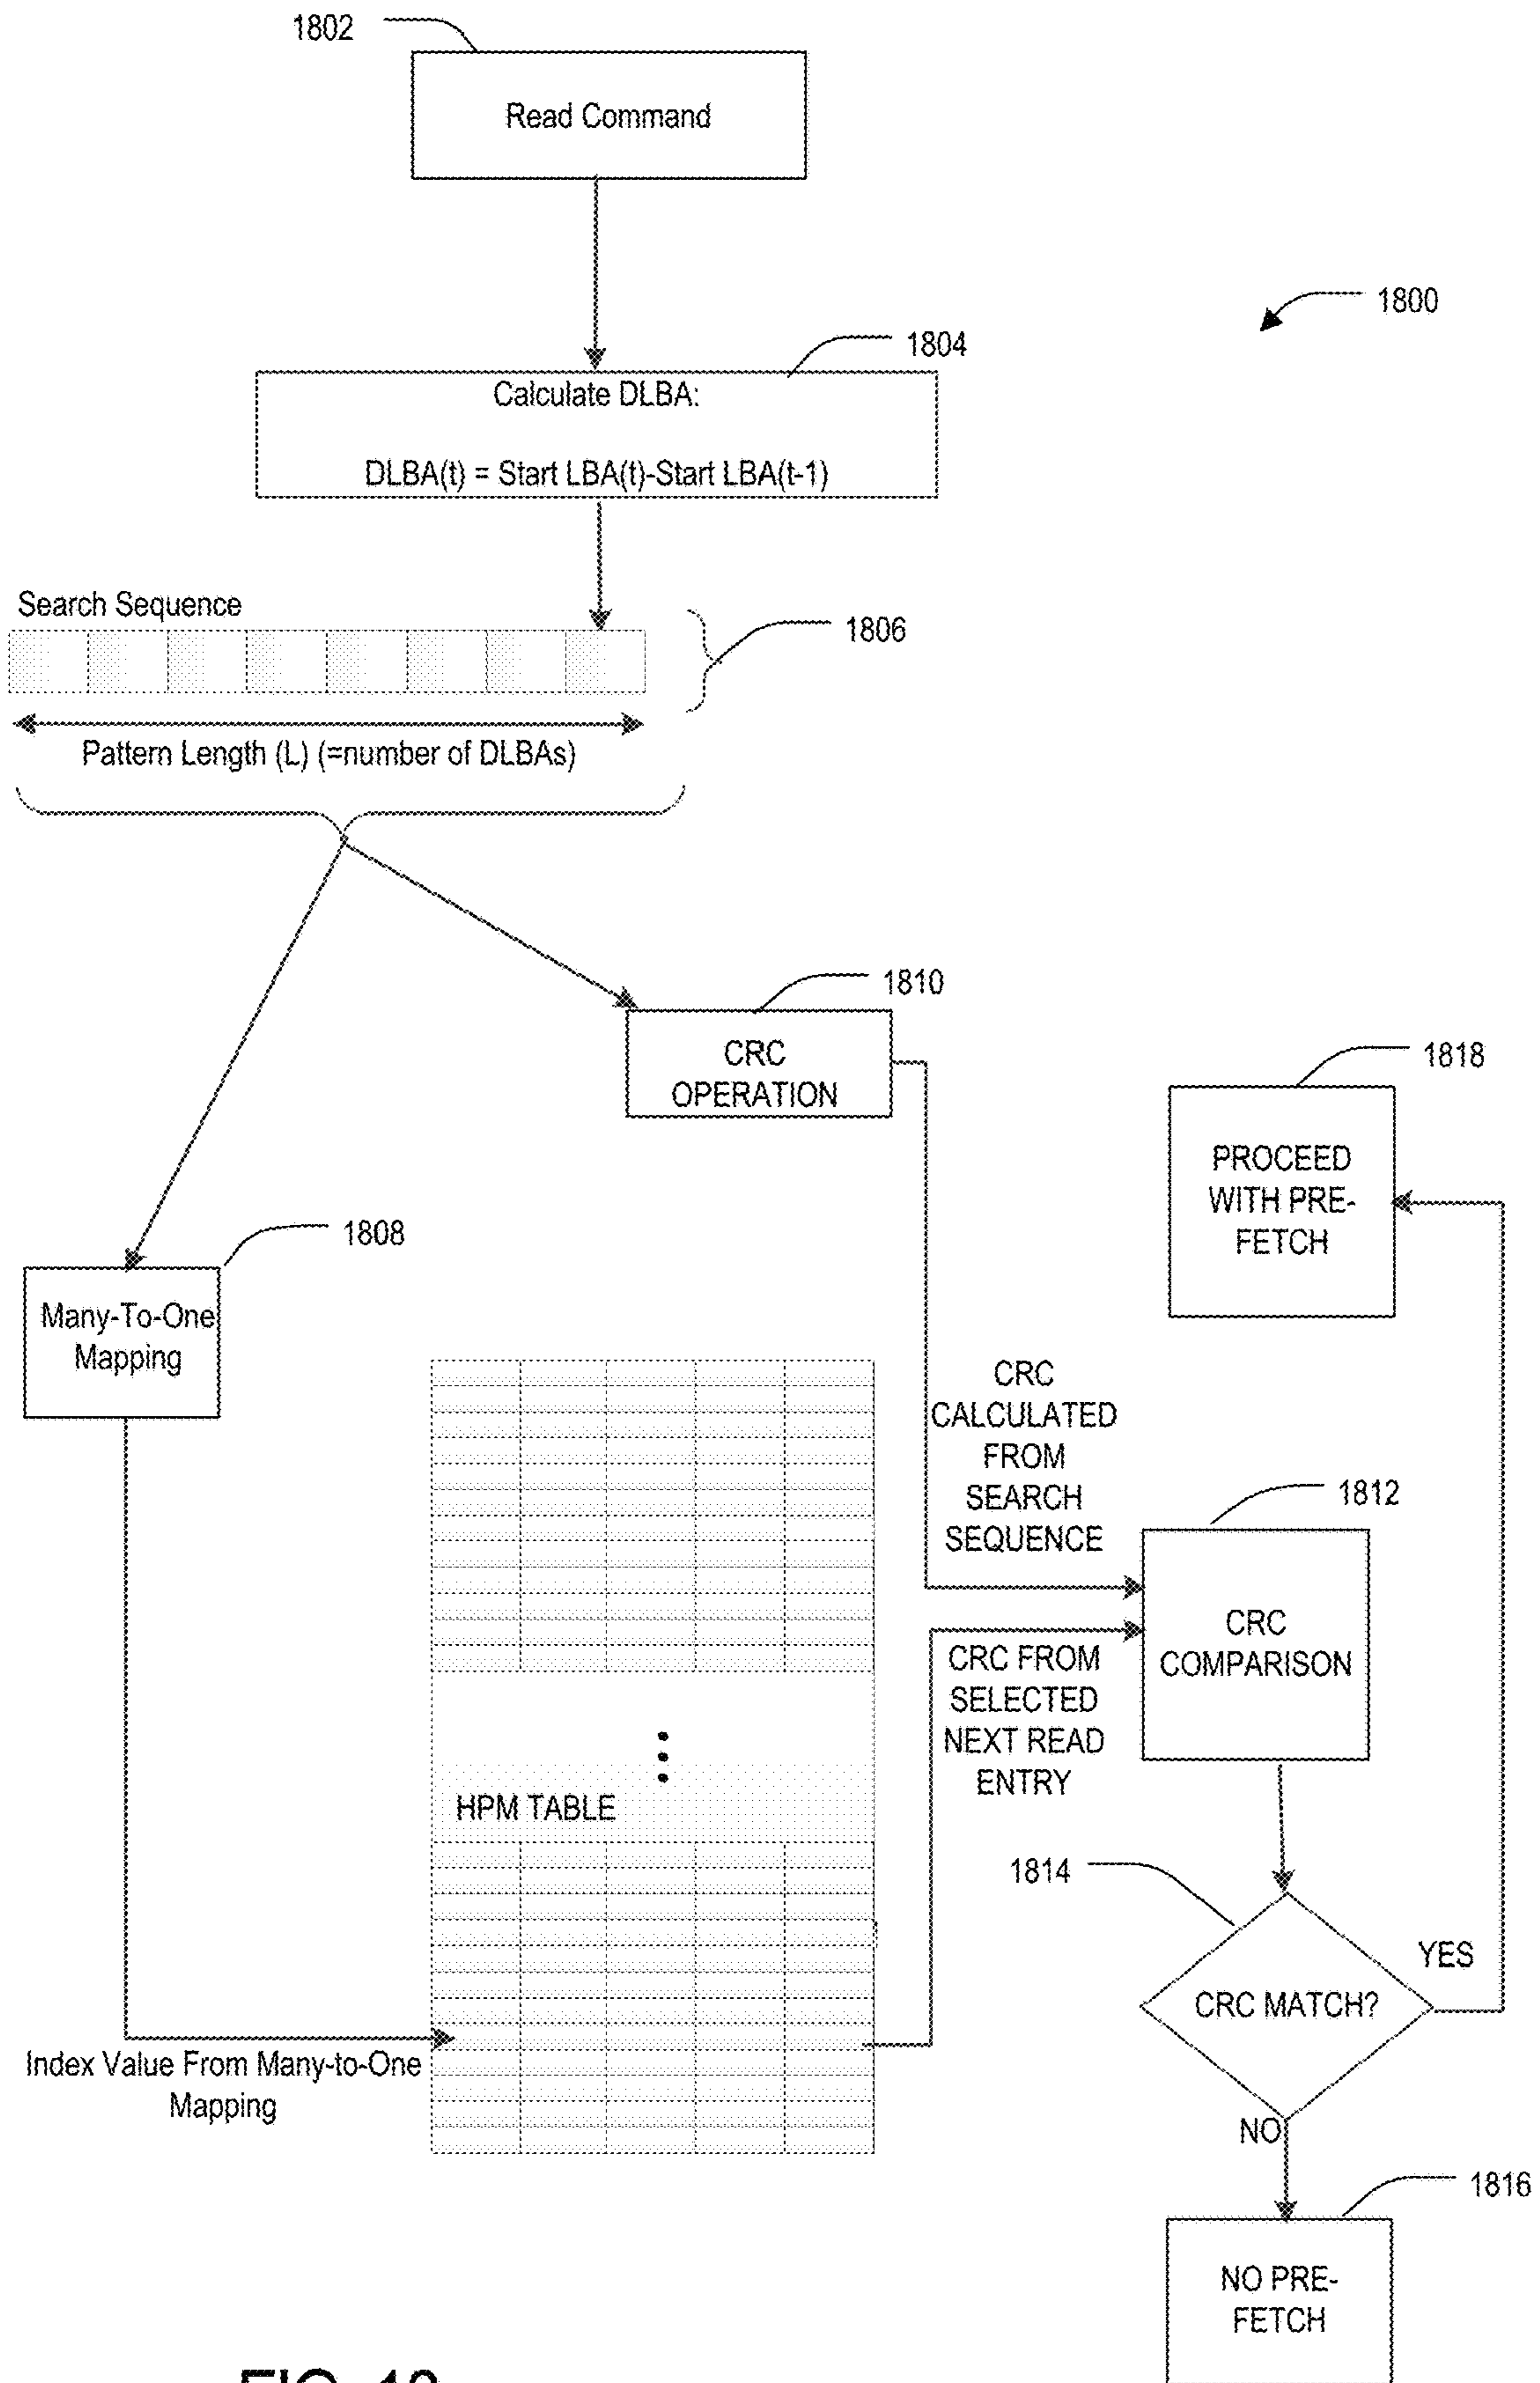 1802
Read Command
1800
1804
Calculate DLBA:
DLBA(t) = Start LBA(t)-Start LBA(t-1)
Search Sequence
1806
Pattern Length (L) (=number of DLBAs)
1810
CRC
OPERATION
1818
PROCEED
WITH PRE-
FETCH
1808
Many-To-One
Mapping
CRC
CALCULATED
FROM
SEARCH
SEQUENCE
1812
CRC
COMPARISON
CRC FROM
SELECTED
NEXT READ
ENTRY
HPM TABLE
1814
YES
CRC MATCH?
Index Value From Many-to-One
Mapping
NO
1816
NO PRE-
FETCH
FIG.